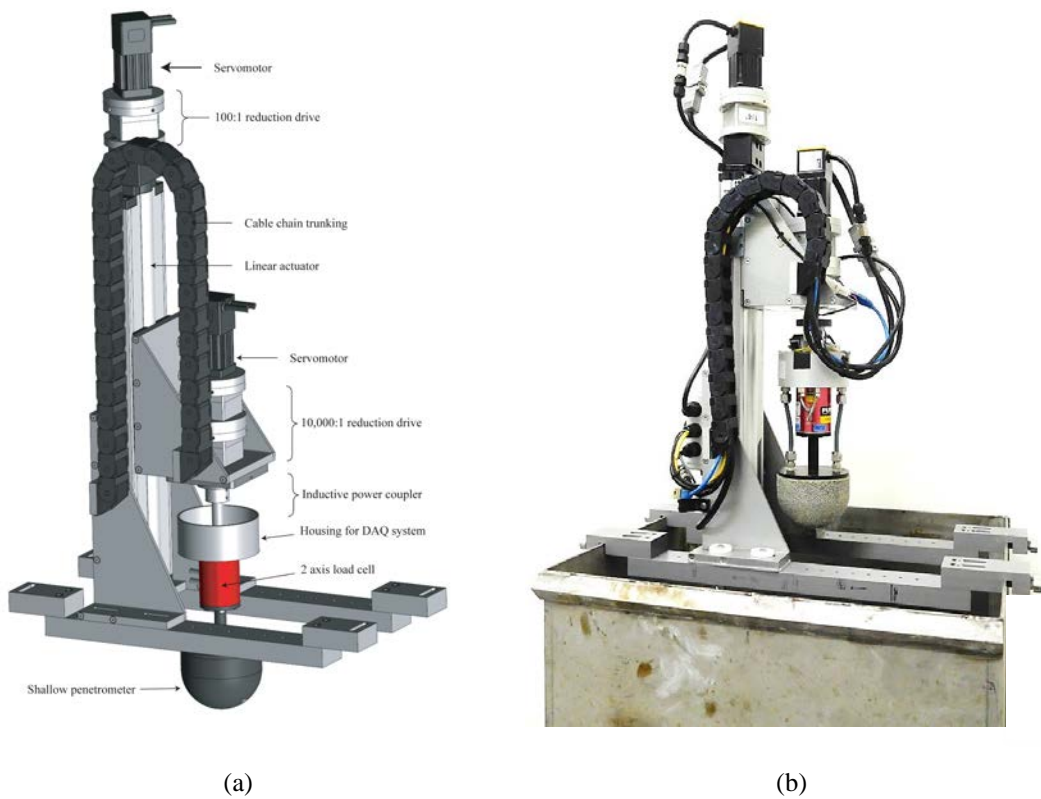 Servomotor
100:1 reduction drive
Cable chain trunking
Linear actuator
Servomotor
10,000:1 reduction drive
Inductive power coupler
Housing for DAQ system
2 axis load cell
Shallow penetrometer
(a)
(b)